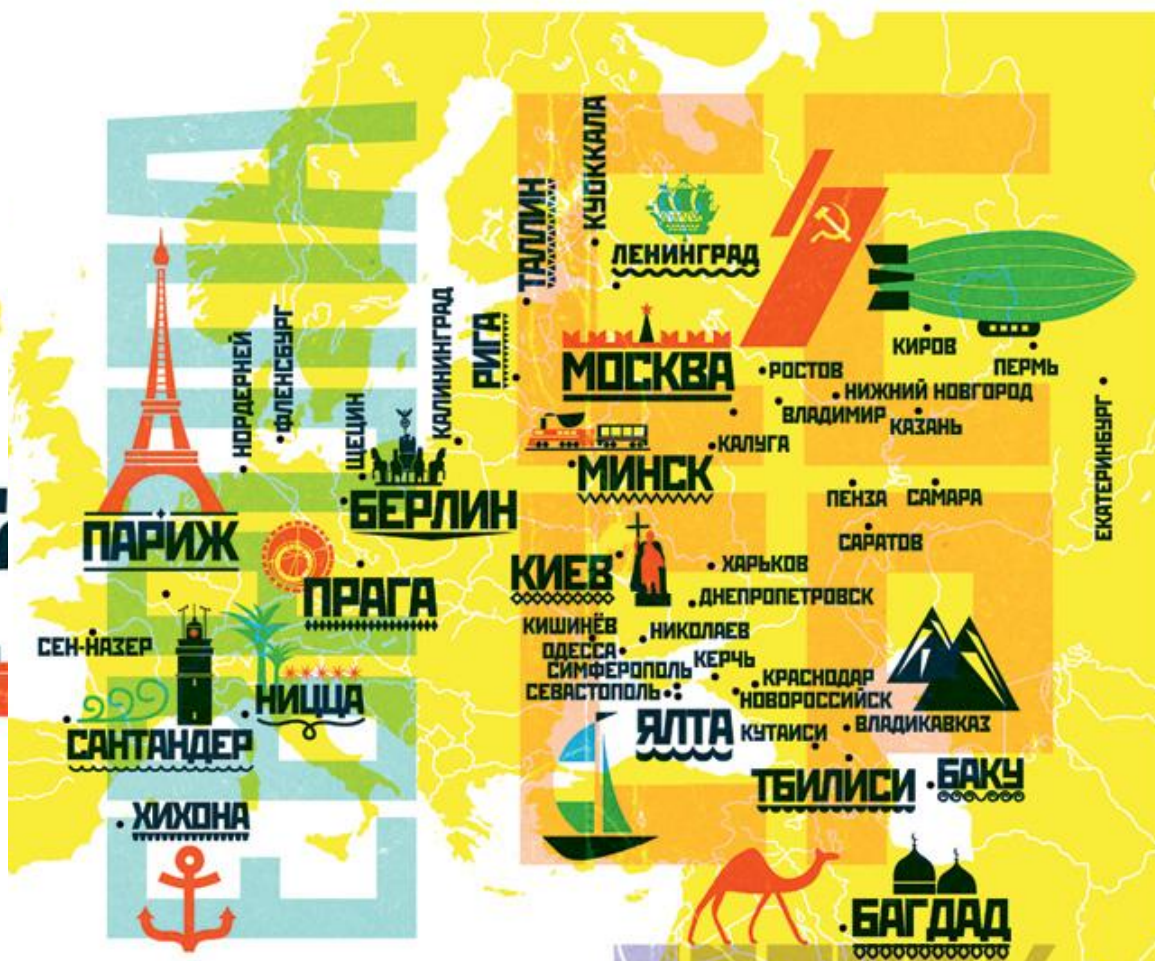 КУОККАЛА
ТАЛЛИН
ЛЕНИНГРАД
НОРДЕРНЕЙ
ФЛЕНСБУРГ
КАЛИНИНГРАД
РИГА
МОСКВА
РОСТОВ
КИРОВ
ПЕРМЬ
НИЖНИЙ НОВГОРОД
ВЛАДИМИР
КАЗАНЬ
ЕКАТЕРИНБУРГ
ЩЕЦИН
КАЛУГА
МИНСК
БЕРЛИН
ПАРИЖ
ПЕНЗА
САМАРА
САРАТОВ
КИЕВ
ХАРЬКОВ
ПРАГА
ДНЕПРОПЕТРОВСК
КИШИНЁВ
НИКОЛАЕВ
СЕН-НАЗЕР
ОДЕССА
СИМФЕРОПОЛЬ
КЕРЧЬ
КРАСНОДАР
СЕВАСТОПОЛЬ
НОВОРОССИЙСК
НИЦЦА
ЯЛТА
КУТАИСИ
ВЛАДИКАВКАЗ
САНТАНДЕР
ТБИЛИСИ
БАКУ
ХИХОНА
БАГДАД